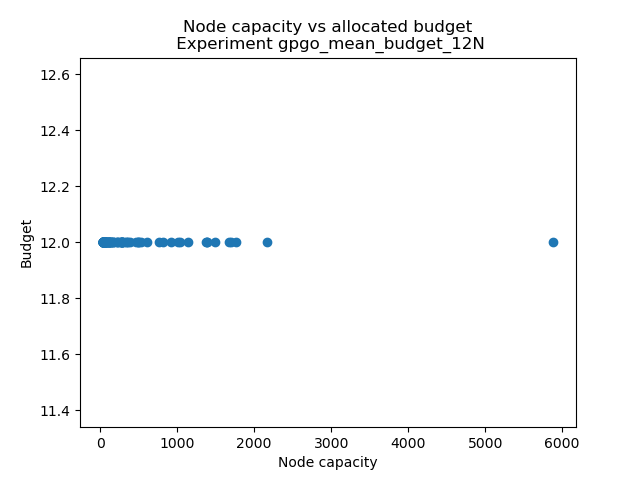 Node capacity vs allocated budget
Experiment gpgo_mean_budget_12N
12.6
12.4
12.2
12.0
11.8
11.6
11.4
Budget
0 1000 2000 3000 4000 5000 6000
Node capacity